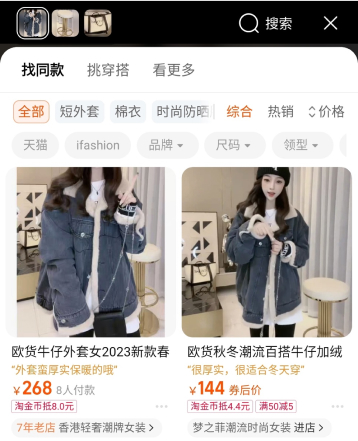 搜索
找同款 挑穿搭 看更多
全部 短外套 棉衣 时尚防晒 综合 热销 价格
天猫 ifashion 品牌 尺码 领型
欧货牛仔外套女2023新款春 欧货秋冬潮流百搭牛仔加绒
“外套蛮厚实保暖的哦” “很厚实，很适合冬天穿”
¥268 8人付款 ¥144 券后价
淘金币抵8.0元 淘金币抵4.4元 满50减5
7年老店 香港轻奢潮牌女装 梦之菲潮流时尚女装 进店